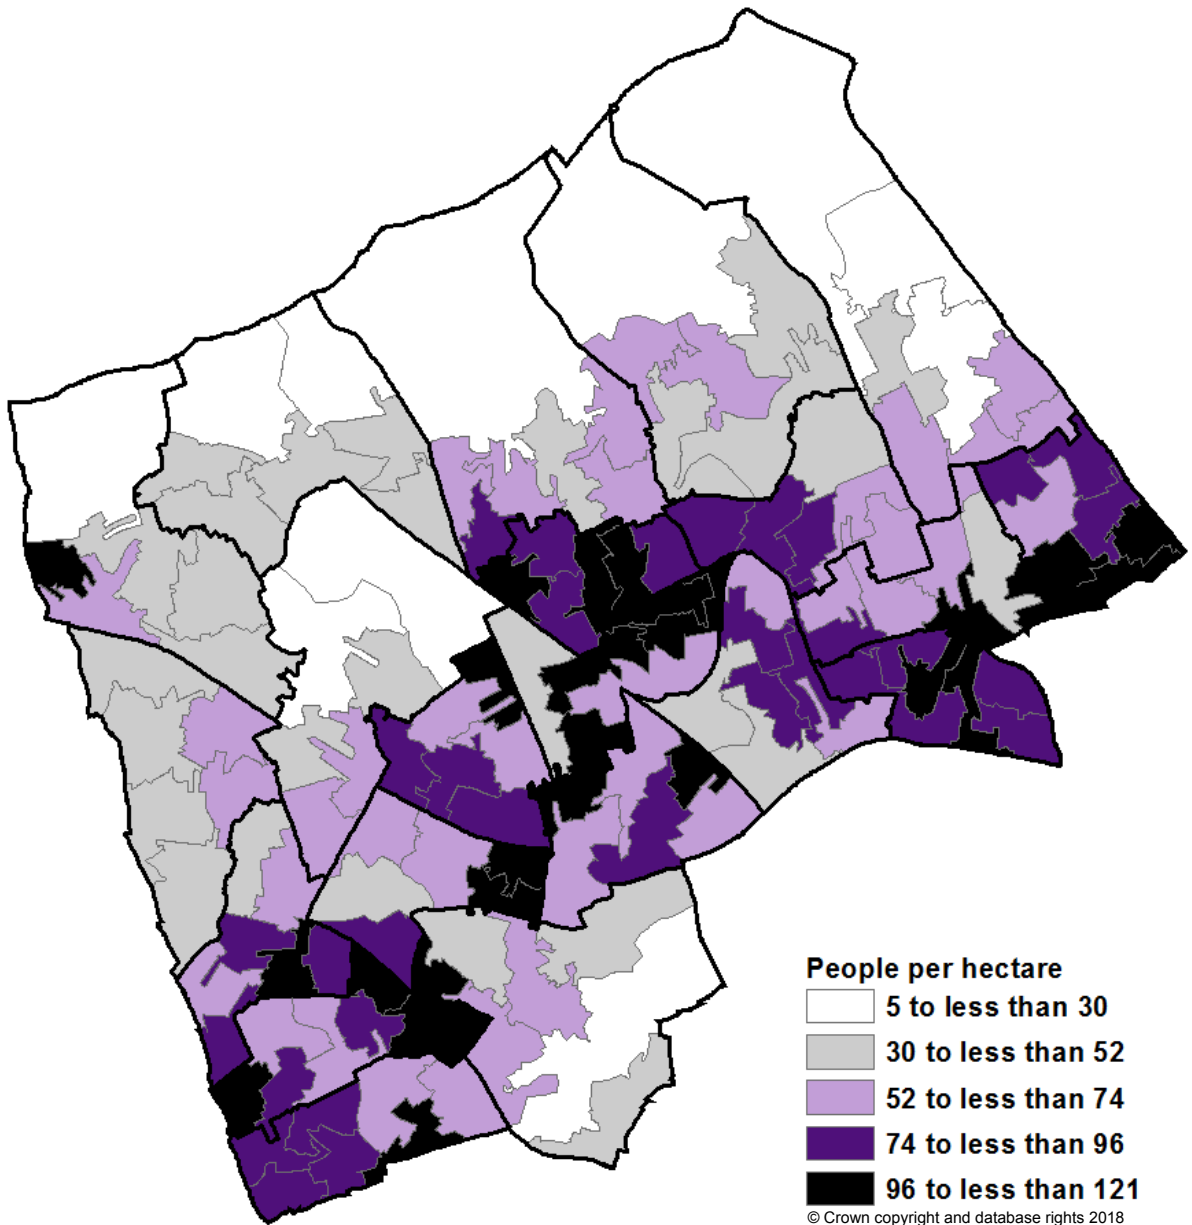 People per hectare
5 to less than 30
30 to less than 52
52 to less than 74
74 to less than 96
96 to less than 121
© Crown copyright and database rights 2018